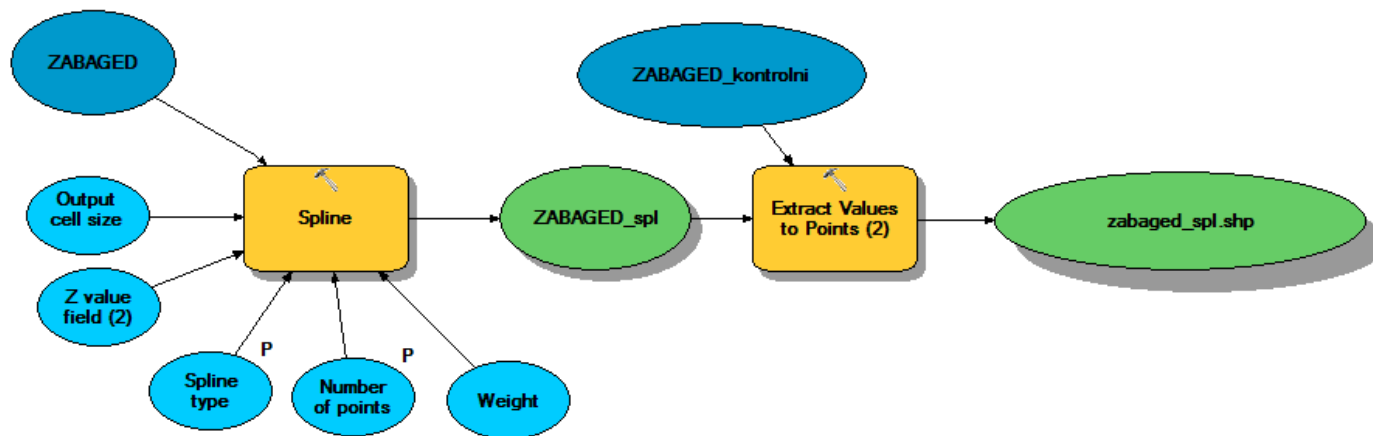 ZABAGED
ZABAGED_kontrolni
Output
cell size
Spline
ZABAGED_spl
Extract Values
to Points (2)
zabaged_spl.shp
Z value
field (2)
P
P
Spline
type
Number
of points
Weight